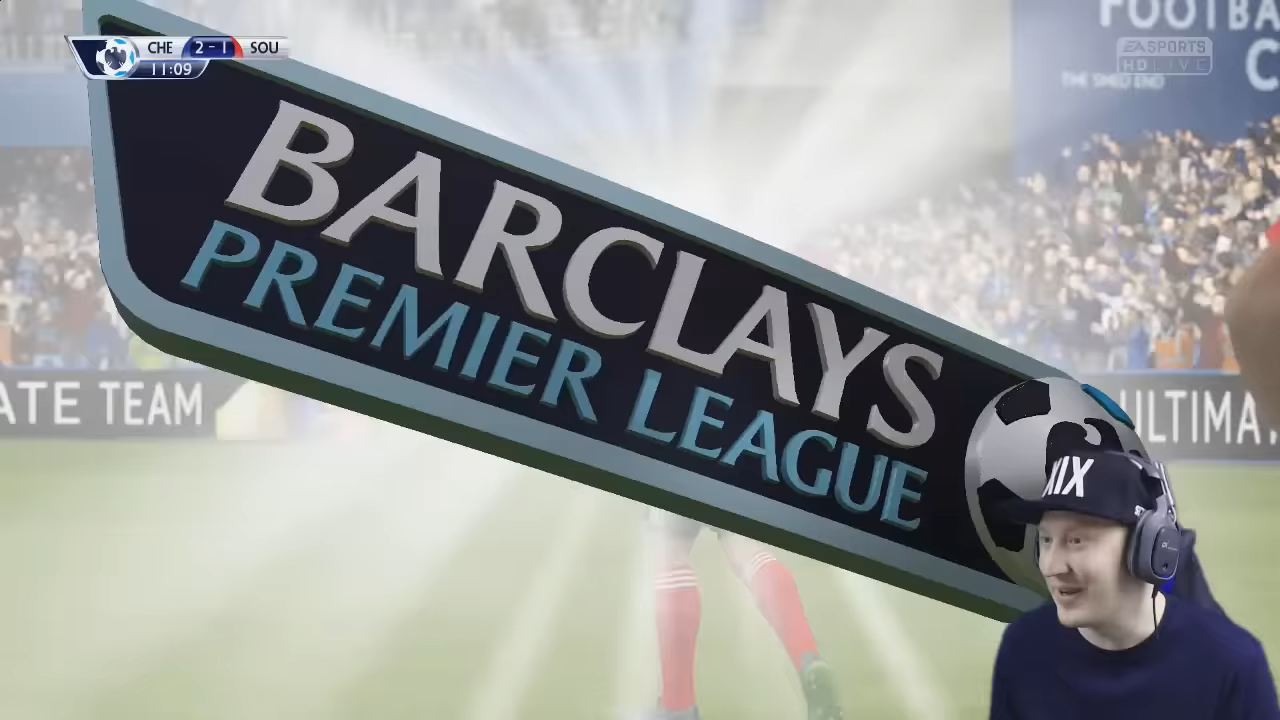 CHE 2 - 1 SOU
11:09
FOOTBA
EA SPORTS
HD LIVE
THE SHED END
C
BARCLAYS
PREMIER LEAGUE
ATE TEAM
ULTIMA
XIX